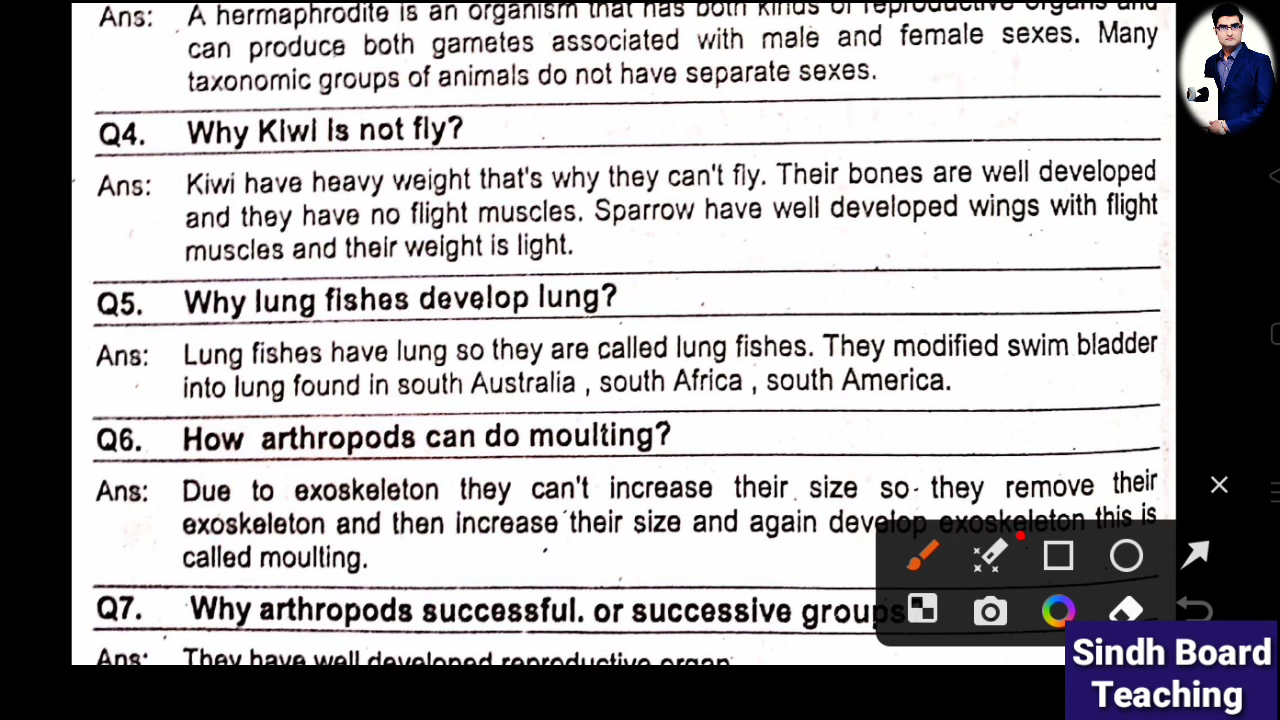 Ans: A hermaphrodite is an organism that has both kinds of reproductive organs and
can produce both gametes associated with male and female sexes. Many
taxonomic groups of animals do not have separate sexes.
Q4. Why Kiwi is not fly?
Ans: Kiwi have heavy weight that's why they can't fly. Their bones are well developed
and they have no flight muscles. Sparrow have well developed wings with flight
muscles and their weight is light.
Q5. Why lung fishes develop lung?
Ans: Lung fishes have lung so they are called lung fishes. They modified swim bladder
into lung found in south Australia , south Africa , south America.
Q6. How arthropods can do moulting?
Ans: Due to exoskeleton they can't increase their size so they remove their
exoskeleton and then increase their size and again develop exoskeleton this is
called moulting.
Q7. Why arthropods successful. or successive groups
Ans: They have well developed reproductive organ
Sindh Board
Teaching